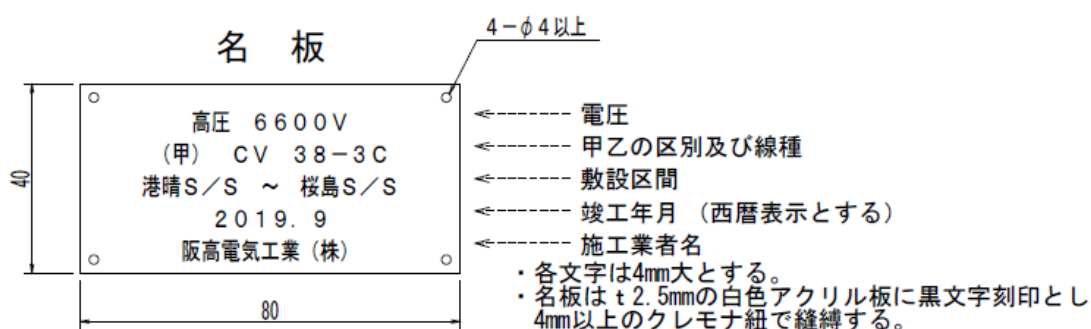 名 板
4-φ4以上
高圧 6600V
(甲) CV 38-3C
港晴S/S ~ 桜島S/S
2019.9
阪高電気工業(株)
電圧
甲乙の区別及び線種
敷設区間
竣工年月 (西暦表示とする)
施工業者名
40
80
・各文字は4mm大とする。
・名板はt2.5mmの白色アクリル板に黒文字刻印とし
4mm以上のクレモナ紐で縫縛する。